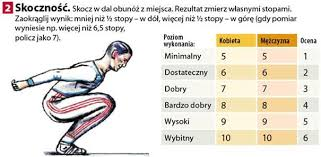 2 Skoczność. Skocz w dal obunóż z miejsca. Rezultat zmierz własnymi stopami.
Zaokrąglij wynik: mniej niż ½ stopy – w dół, więcej niż ½ stopy – w górę (gdy pomiar
wyniesie np. więcej niż 6,5 stopy,
policz jako 7).
Poziom wykonania: Kobieta Mężczyzna Ocena
Minimalny 5 5 1
Dostateczny 6 6 2
Dobry 7 7 3
Bardzo dobry 8 8 4
Wysoki 9 9 5
Wybitny 10 10 6